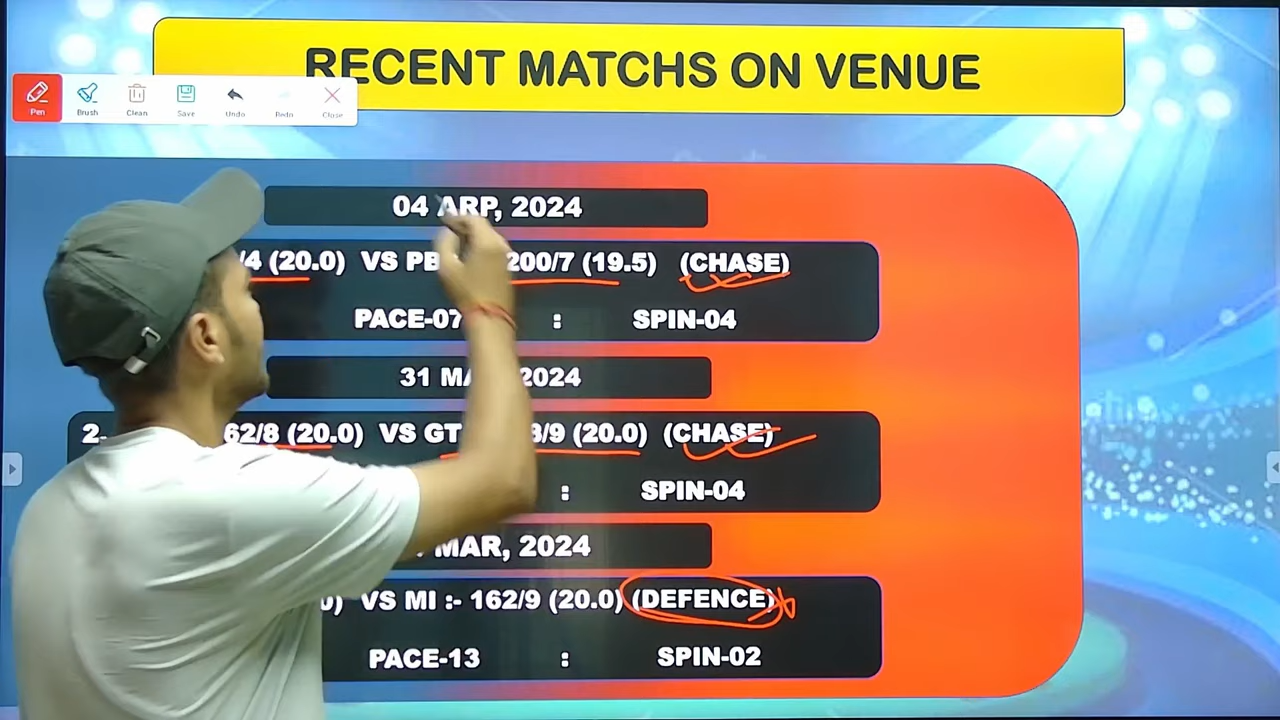 RECENT MATCHS ON VENUE
Pen Brush Clean Save Undo Redo Close
04 ARP, 2024
/4 (20.0) VS PB 200/7 (19.5) (CHASE)
PACE-07 : SPIN-04
31 MA 2024
2. 62/8 (20.0) VS GT 3/9 (20.0) (CHASE)
: SPIN-04
MAR, 2024
0) VS MI :- 162/9 (20.0) (DEFENCE)
PACE-13 : SPIN-02